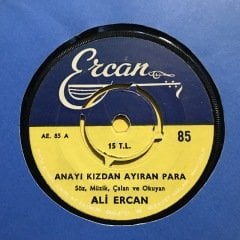 Ercan
AE. 85 A
15 T.L.
85
ANAYI KIZDAN AYIRAN PARA
Söz, Müzik, Çalan ve Okuyan
ALİ ERCAN